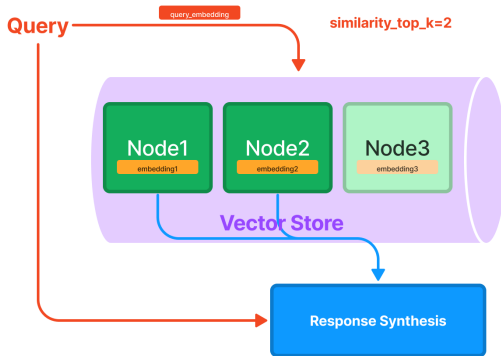 Query
query_embedding
similarity_top_k=2
Node1
embedding1
Node2
embedding2
Node3
embedding3
Vector Store
Response Synthesis